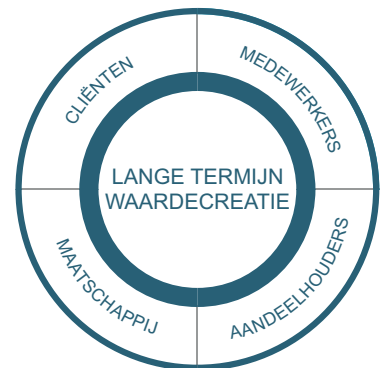 CLIËNTEN
MEDEWERKERS
LANGE TERMIJN
WAARDECREATIE
MAATSCHAPPIJ
AANDEELHOUDERS